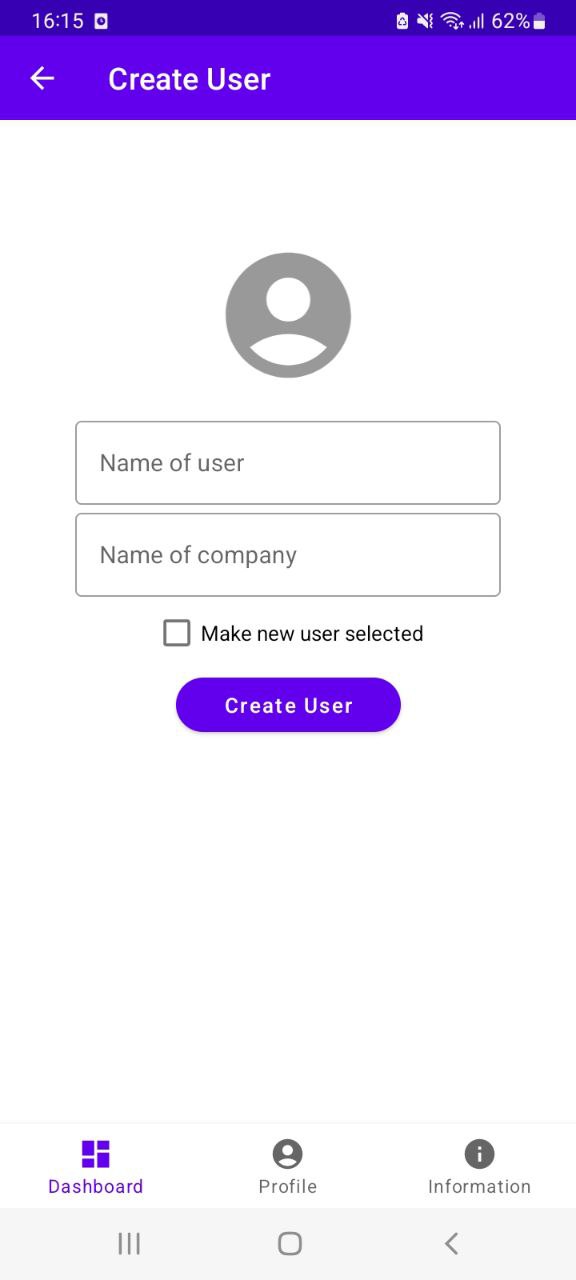 16:15
62%
Create User
Name of user
Name of company
Make new user selected
Create User
Dashboard
Profile
Information